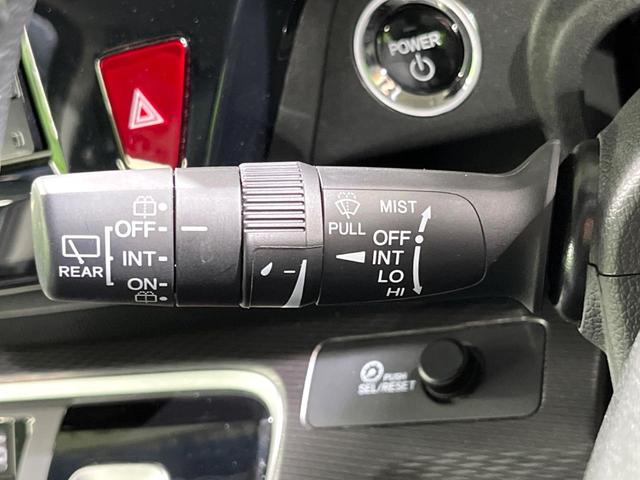 POWER
REAR
OFF
INT
ON
PULL
MIST
OFF
INT
LO
HI
PUSH
SEL/RESET